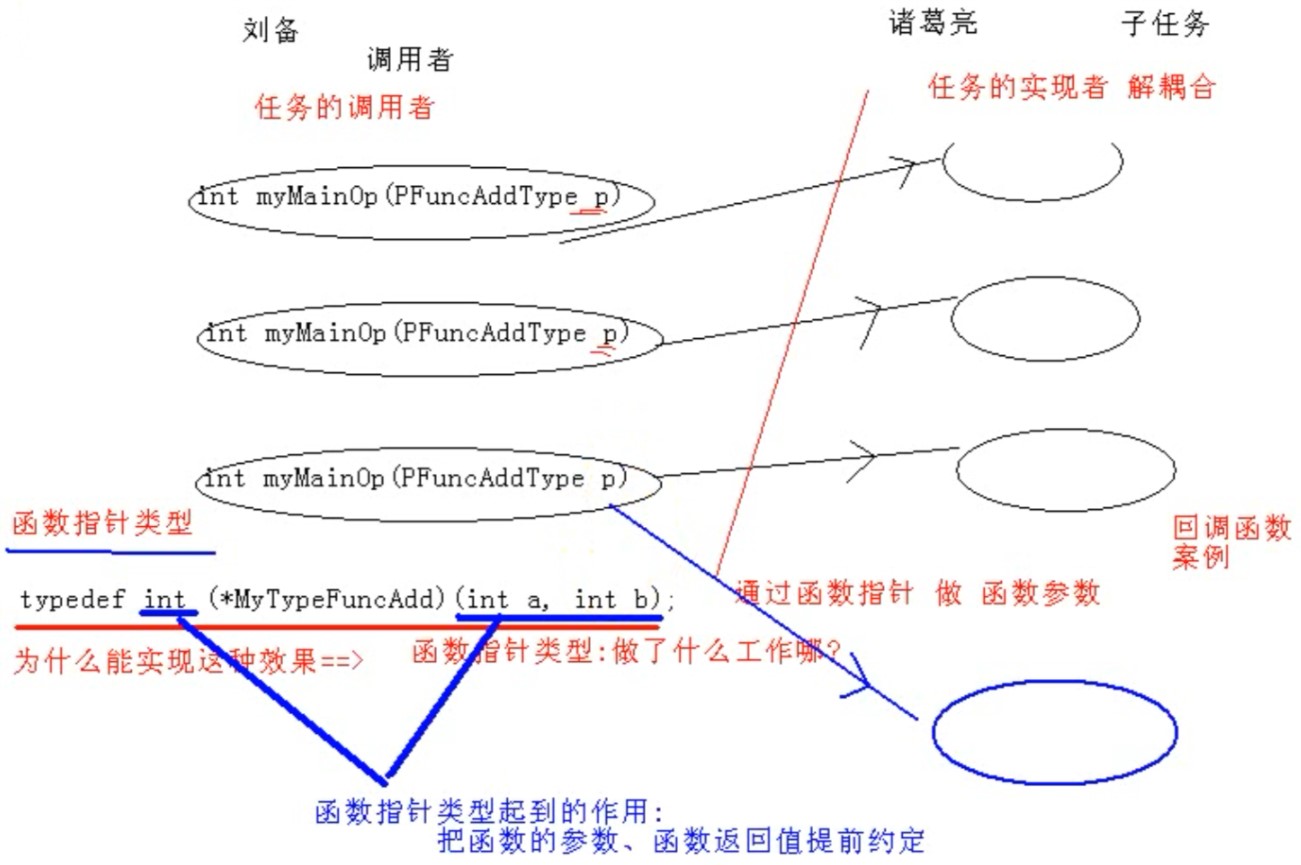 刘备
诸葛亮
子任务
调用者
任务的调用者
任务的实现者 解耦合
int myMainOp(PFuncAddType p)
int myMainOp(PFuncAddType p)
int myMainOp(PFuncAddType p)
函数指针类型
回调函数
案例
typedef int (*MyTypeFuncAdd)(int a, int b);
通过函数指针 做 函数参数
为什么能实现这种效果==>
函数指针类型:做了什么工作哪?
函数指针类型起到的作用:
把函数的参数、函数返回值提前约定